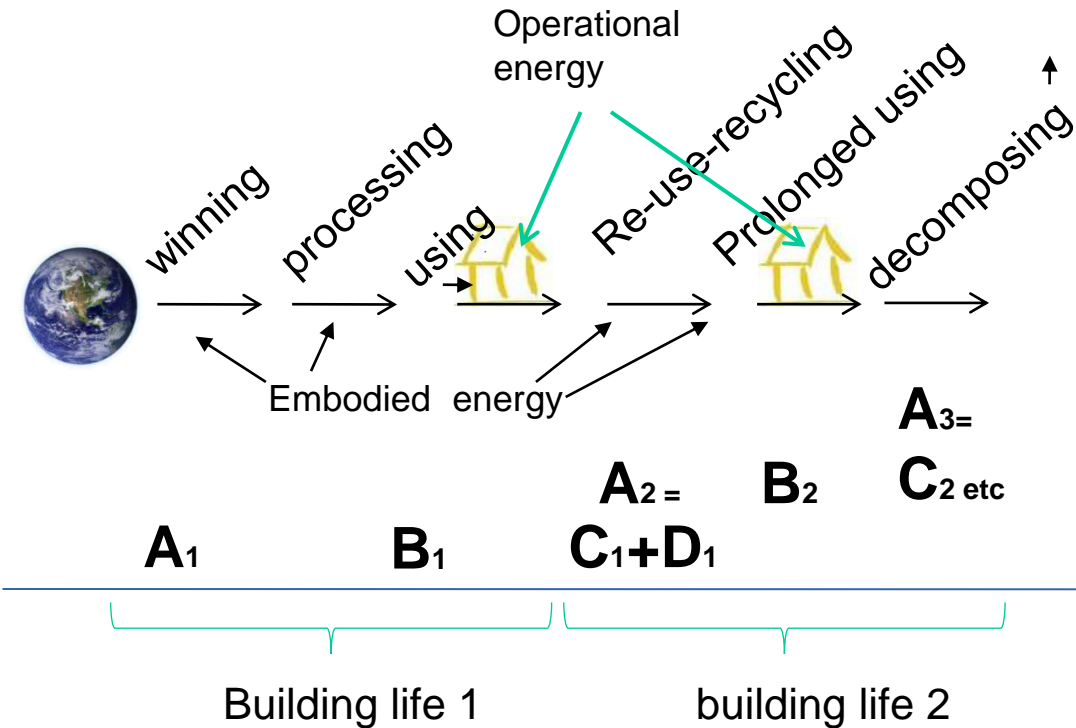 Operational
energy
winning
processing
using
Re-use-recycling
Prolonged using
decomposing
Embodied energy
A3=
C2 etc
A2 =
C1+D1
B2
A1
B1
Building life 1
building life 2